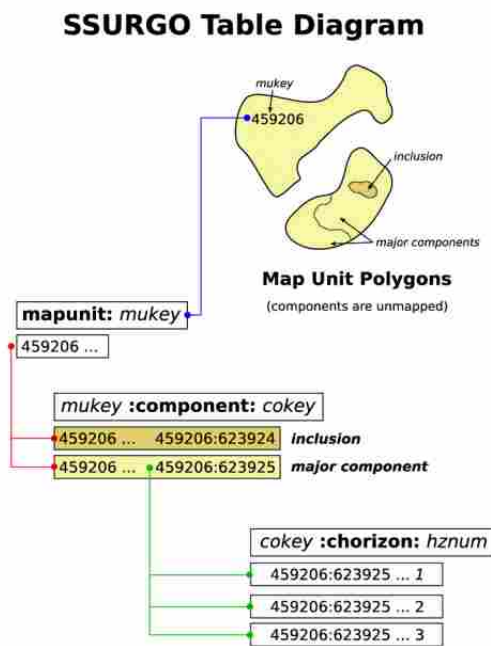 SSURGO Table Diagram
mukey
459206
inclusion
major components
Map Unit Polygons
(components are unmapped)
mapunit: mukey
459206 ...
mukey :component: cokey
459206 ... 459206:623924 inclusion
459206 ... 459206:623925 major component
cokey :chorizon: hznum
459206:623925 ... 1
459206:623925 ... 2
459206:623925 ... 3